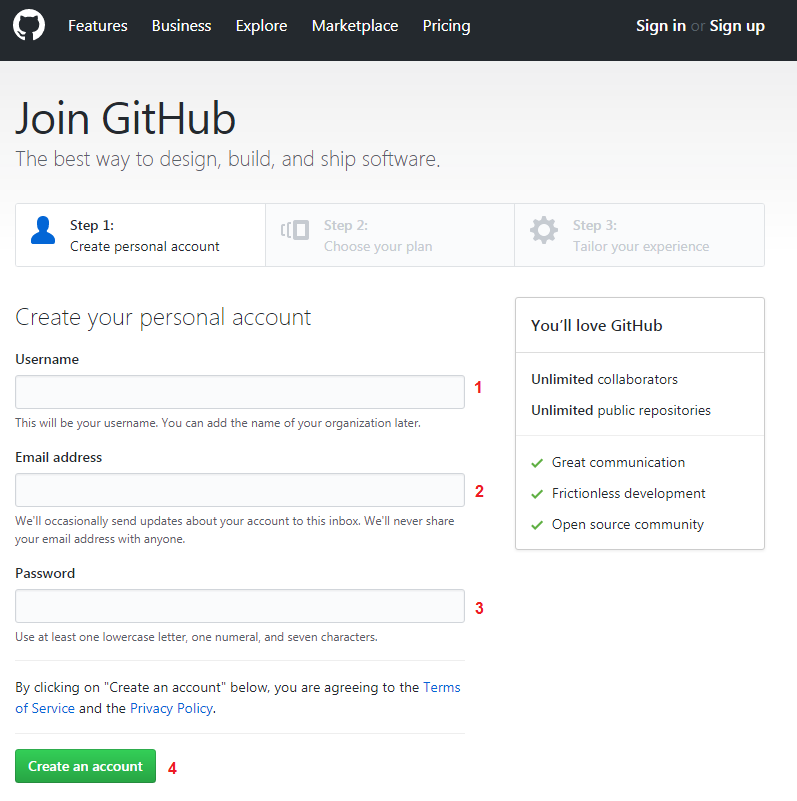 Features Business Explore Marketplace Pricing Sign in or Sign up
Join GitHub
The best way to design, build, and ship software.
Step 1:
Create personal account
Step 2:
Choose your plan
Step 3:
Tailor your experience
Create your personal account
Username
1
This will be your username. You can add the name of your organization later.
Email address
2
We'll occasionally send updates about your account to this inbox. We'll never share
your email address with anyone.
Password
3
Use at least one lowercase letter, one numeral, and seven characters.
By clicking on "Create an account" below, you are agreeing to the Terms
of Service and the Privacy Policy.
Create an account 4
You'll love GitHub
Unlimited collaborators
Unlimited public repositories
Great communication
Frictionless development
Open source community